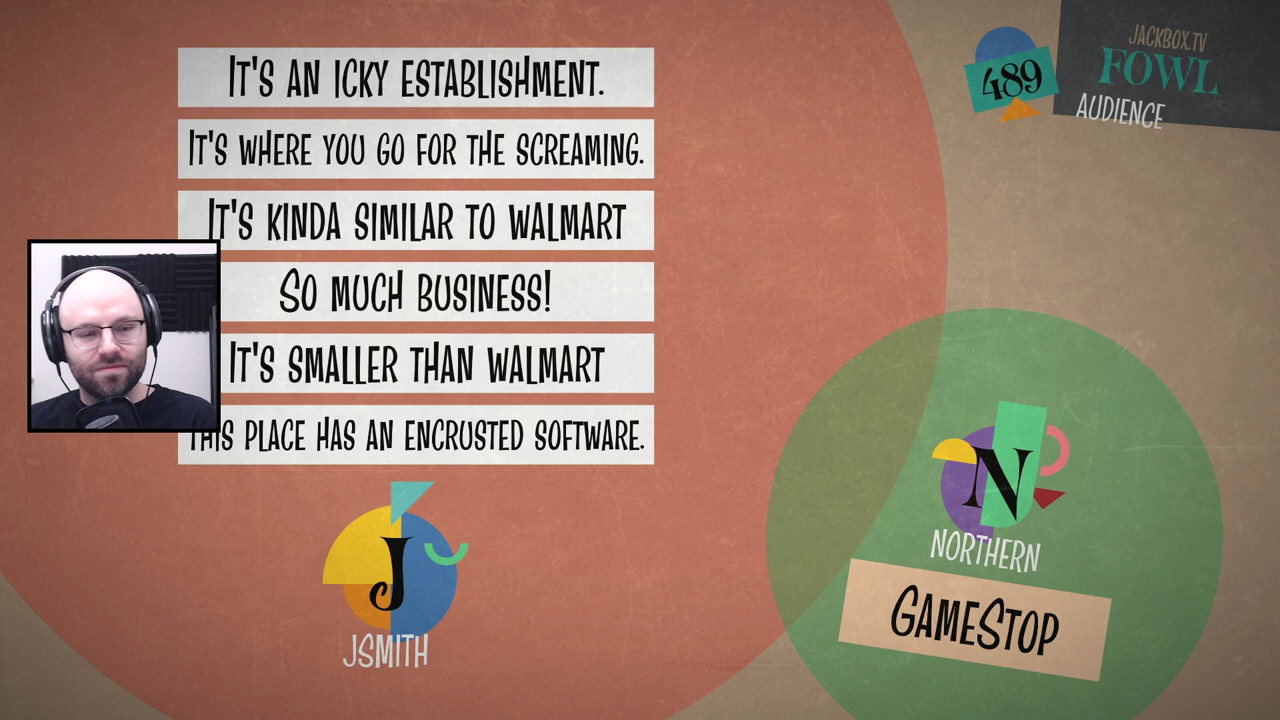 IT'S AN ICKY ESTABLISHMENT.
IT'S WHERE YOU GO FOR THE SCREAMING.
IT'S KINDA SIMILAR TO WALMART
SO MUCH BUSINESS!
IT'S SMALLER THAN WALMART
THIS PLACE HAS AN ENCRUSTED SOFTWARE.
J
JSMITH
489
JACKBOX.TV
FOWL
AUDIENCE
N
NORTHERN
GAMESTOP